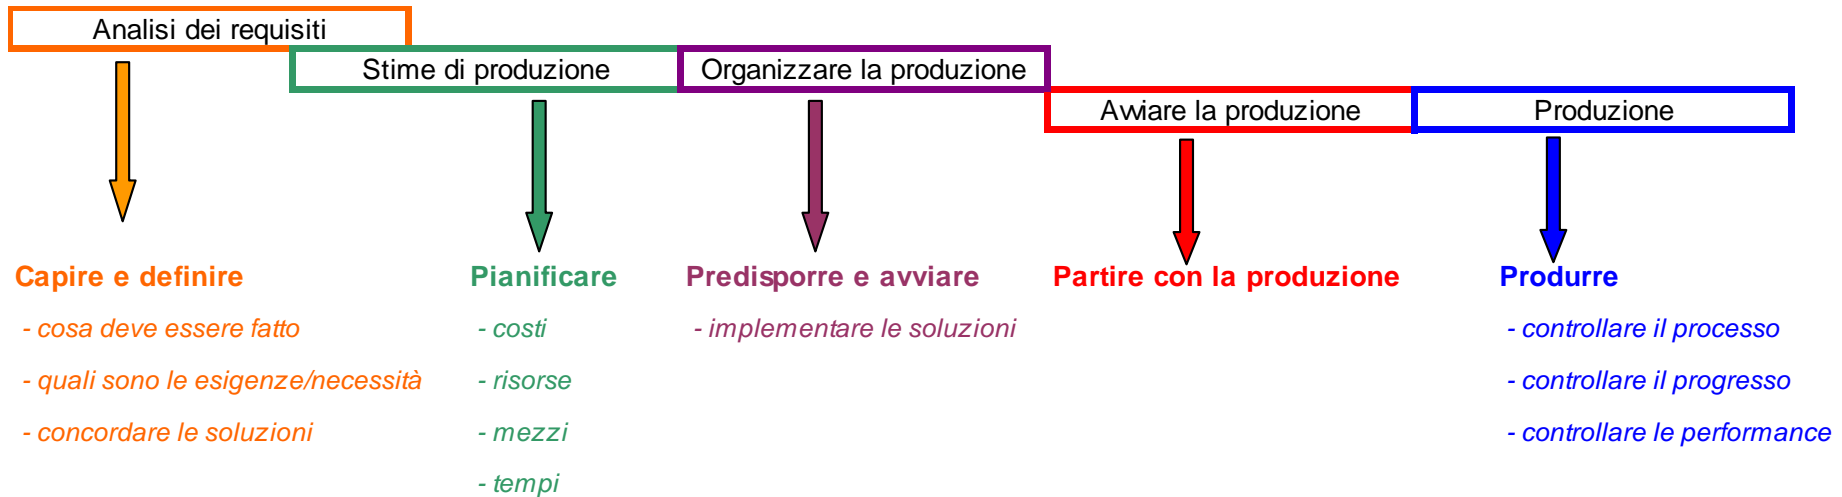 Analisi dei requisiti
Stime di produzione
Organizzare la produzione
Avviare la produzione
Produzione
Capire e definire
- cosa deve essere fatto
- quali sono le esigenze/necessità
- concordare le soluzioni
Pianificare
- costi
- risorse
- mezzi
- tempi
Predisporre e avviare
- implementare le soluzioni
Partire con la produzione
Produrre
- controllare il processo
- controllare il progresso
- controllare le performance